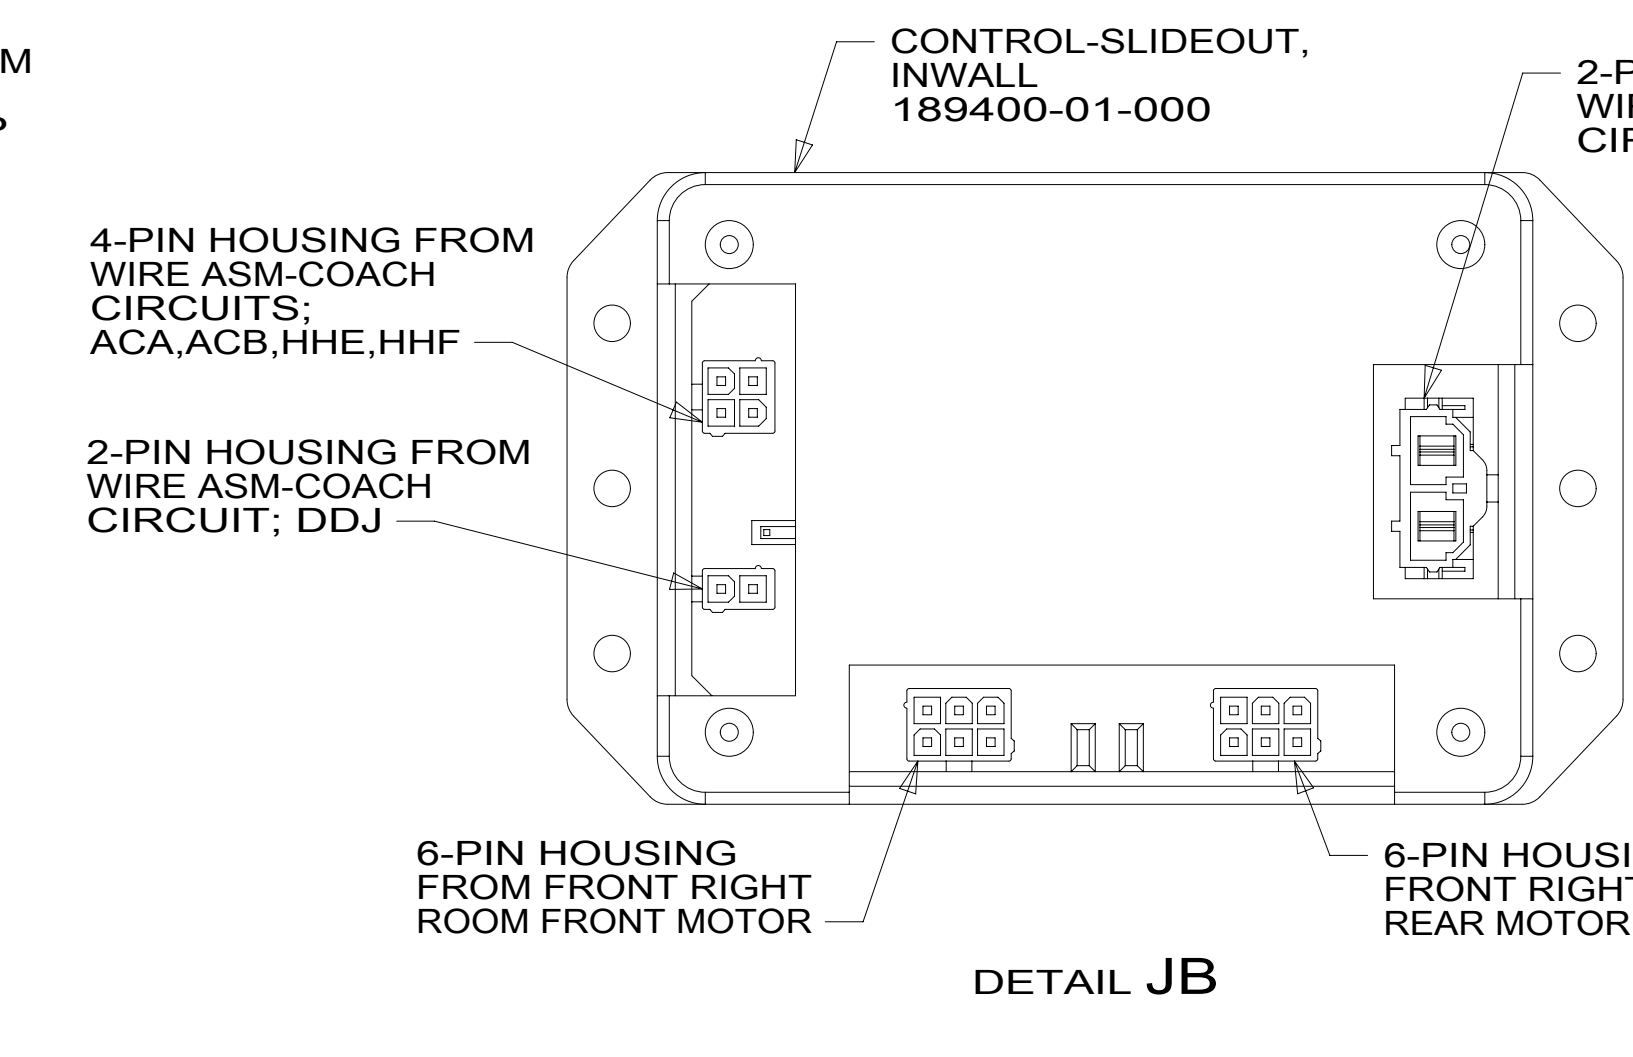 M
CONTROL-SLIDEOUT,
INWALL
189400-01-000
4-PIN HOUSING FROM
WIRE ASM-COACH
CIRCUITS;
ACA,ACB,HHE,HHF
2-PIN HOUSING FROM
WIRE ASM-COACH
CIRCUIT; DDJ
6-PIN HOUSING
FROM FRONT RIGHT
ROOM FRONT MOTOR
6-PIN
FRONT RIGHT
REAR MOTOR
DETAIL JB